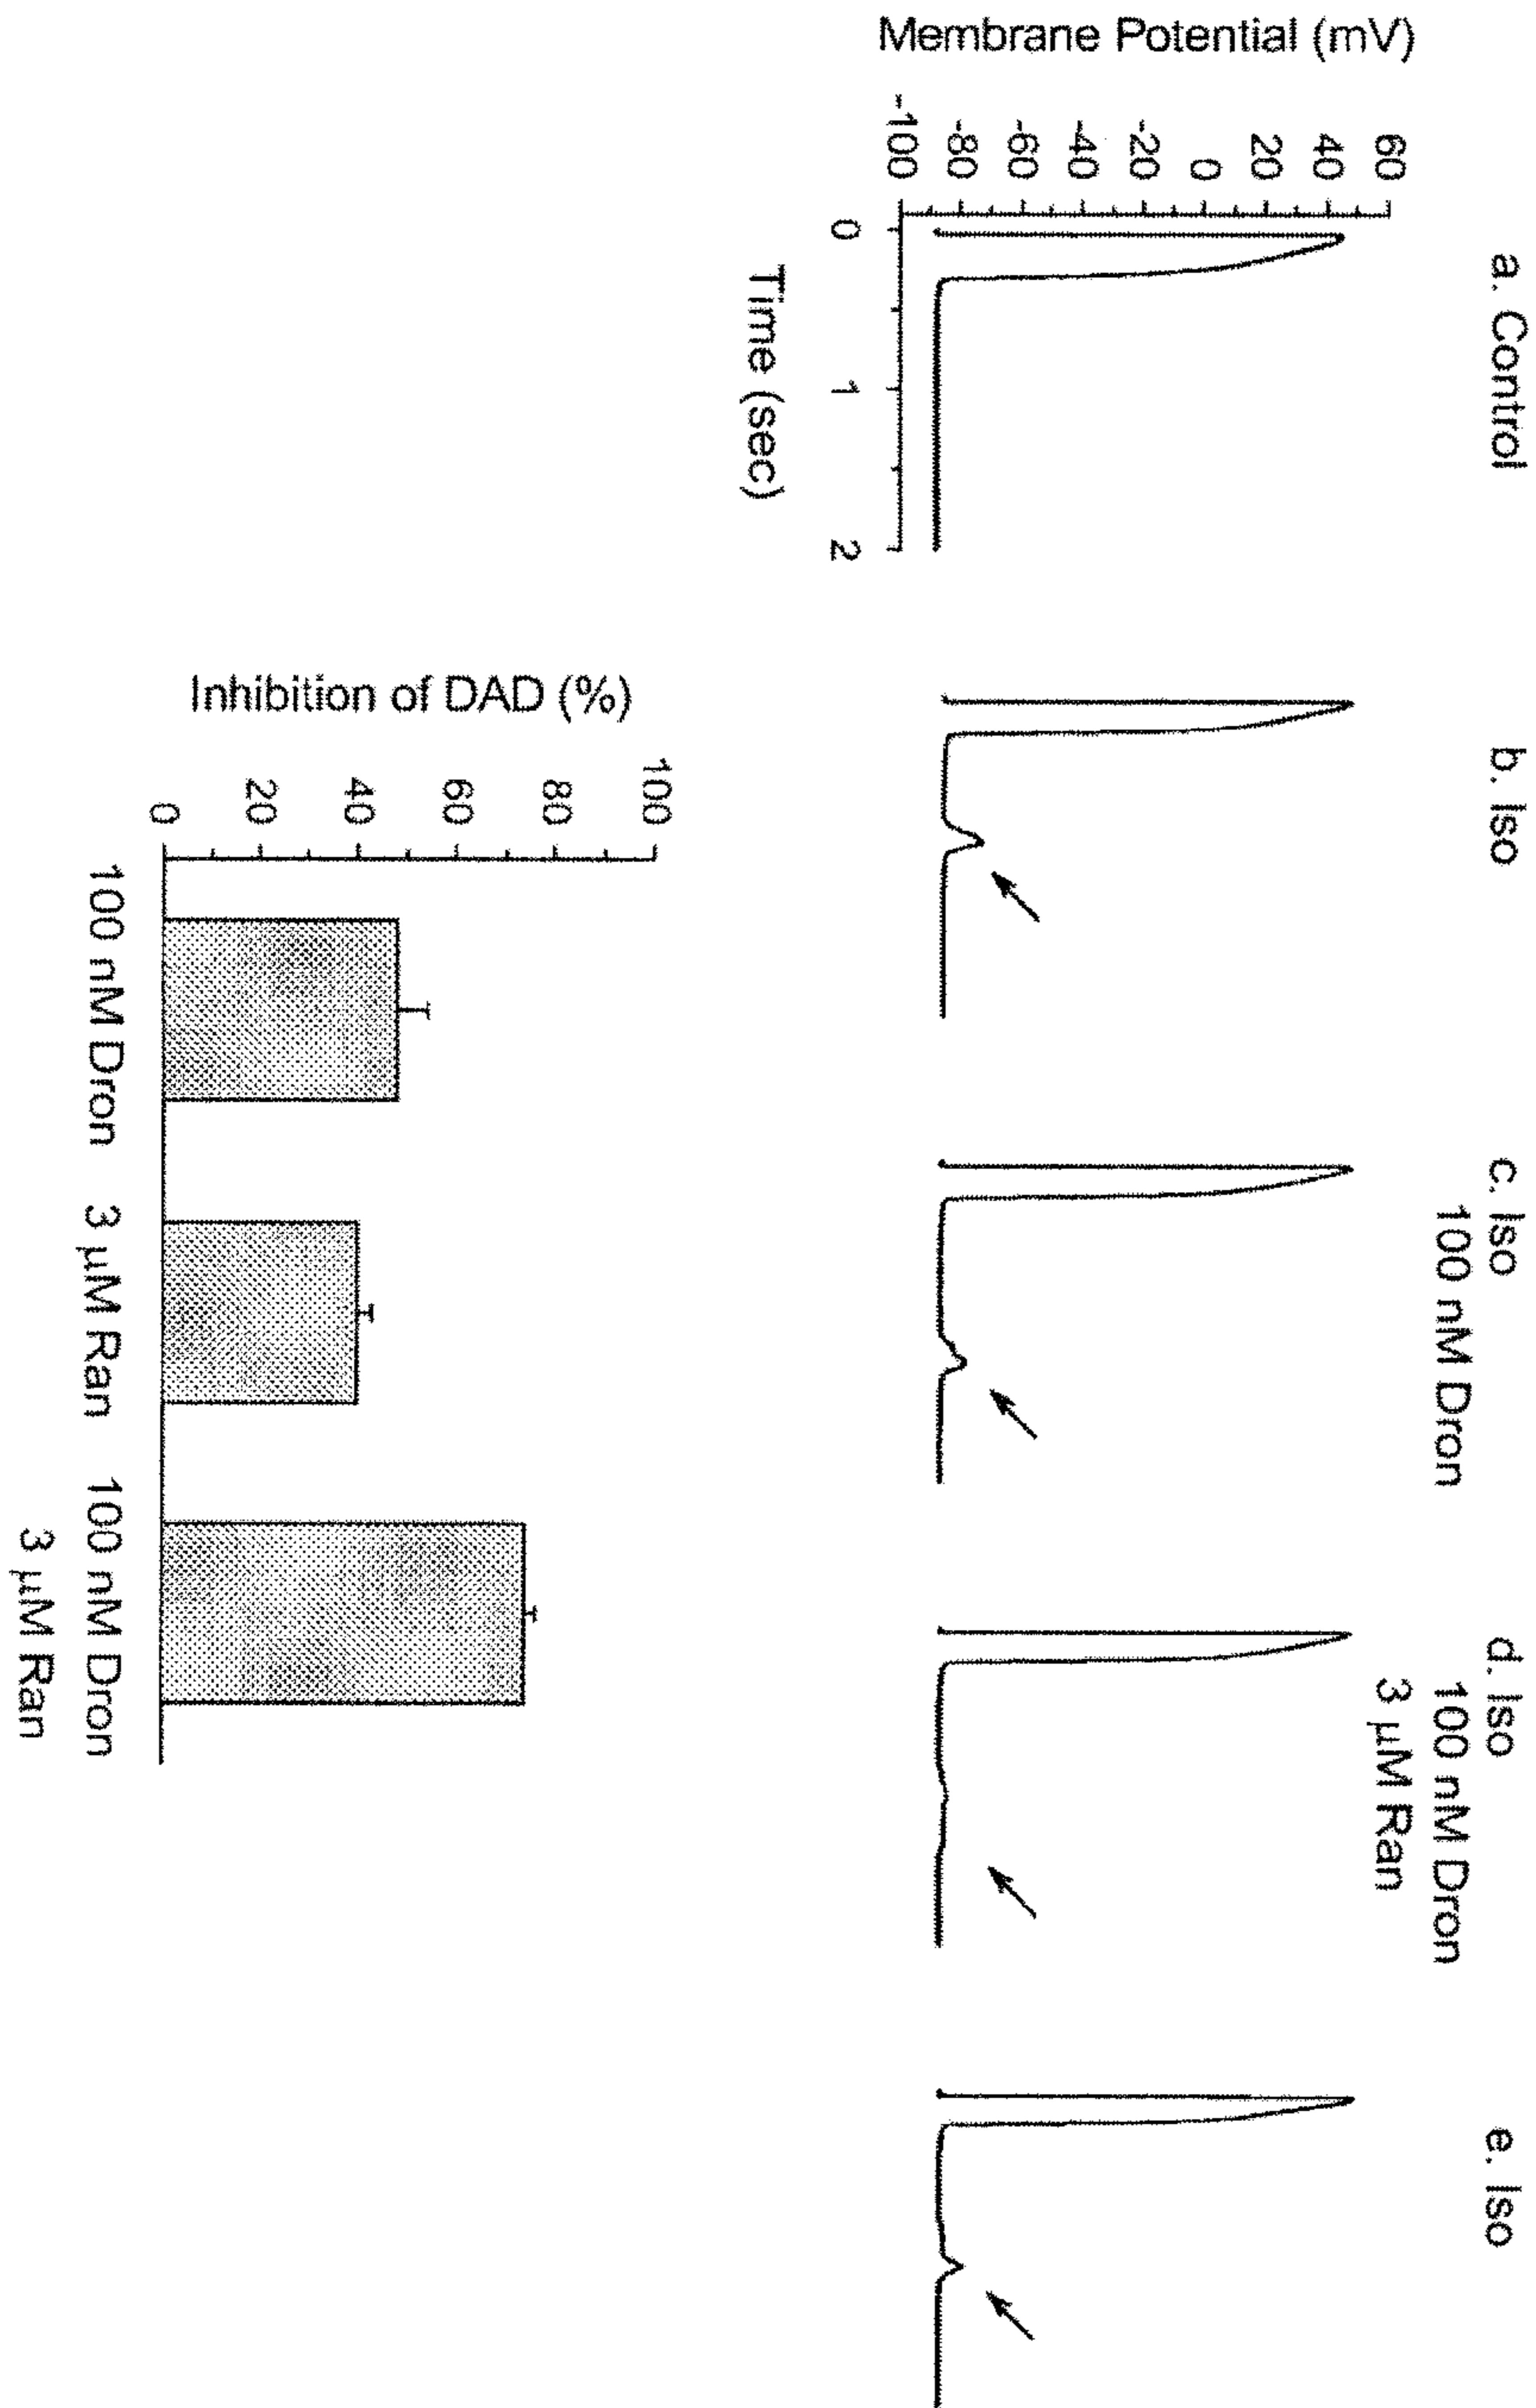 a. Control
b. Iso
c. Iso
100 nM Dron
d. Iso
100 nM Dron
3 μM Ran
e. Iso
Membrane Potential (mV)
60
40
20
0
-20
-40
-60
-80
-100
0
1
2
Time (sec)
Inhibition of DAD (%)
100
80
60
40
20
0
100 nM Dron
3 μM Ran
100 nM Dron
3 μM Ran